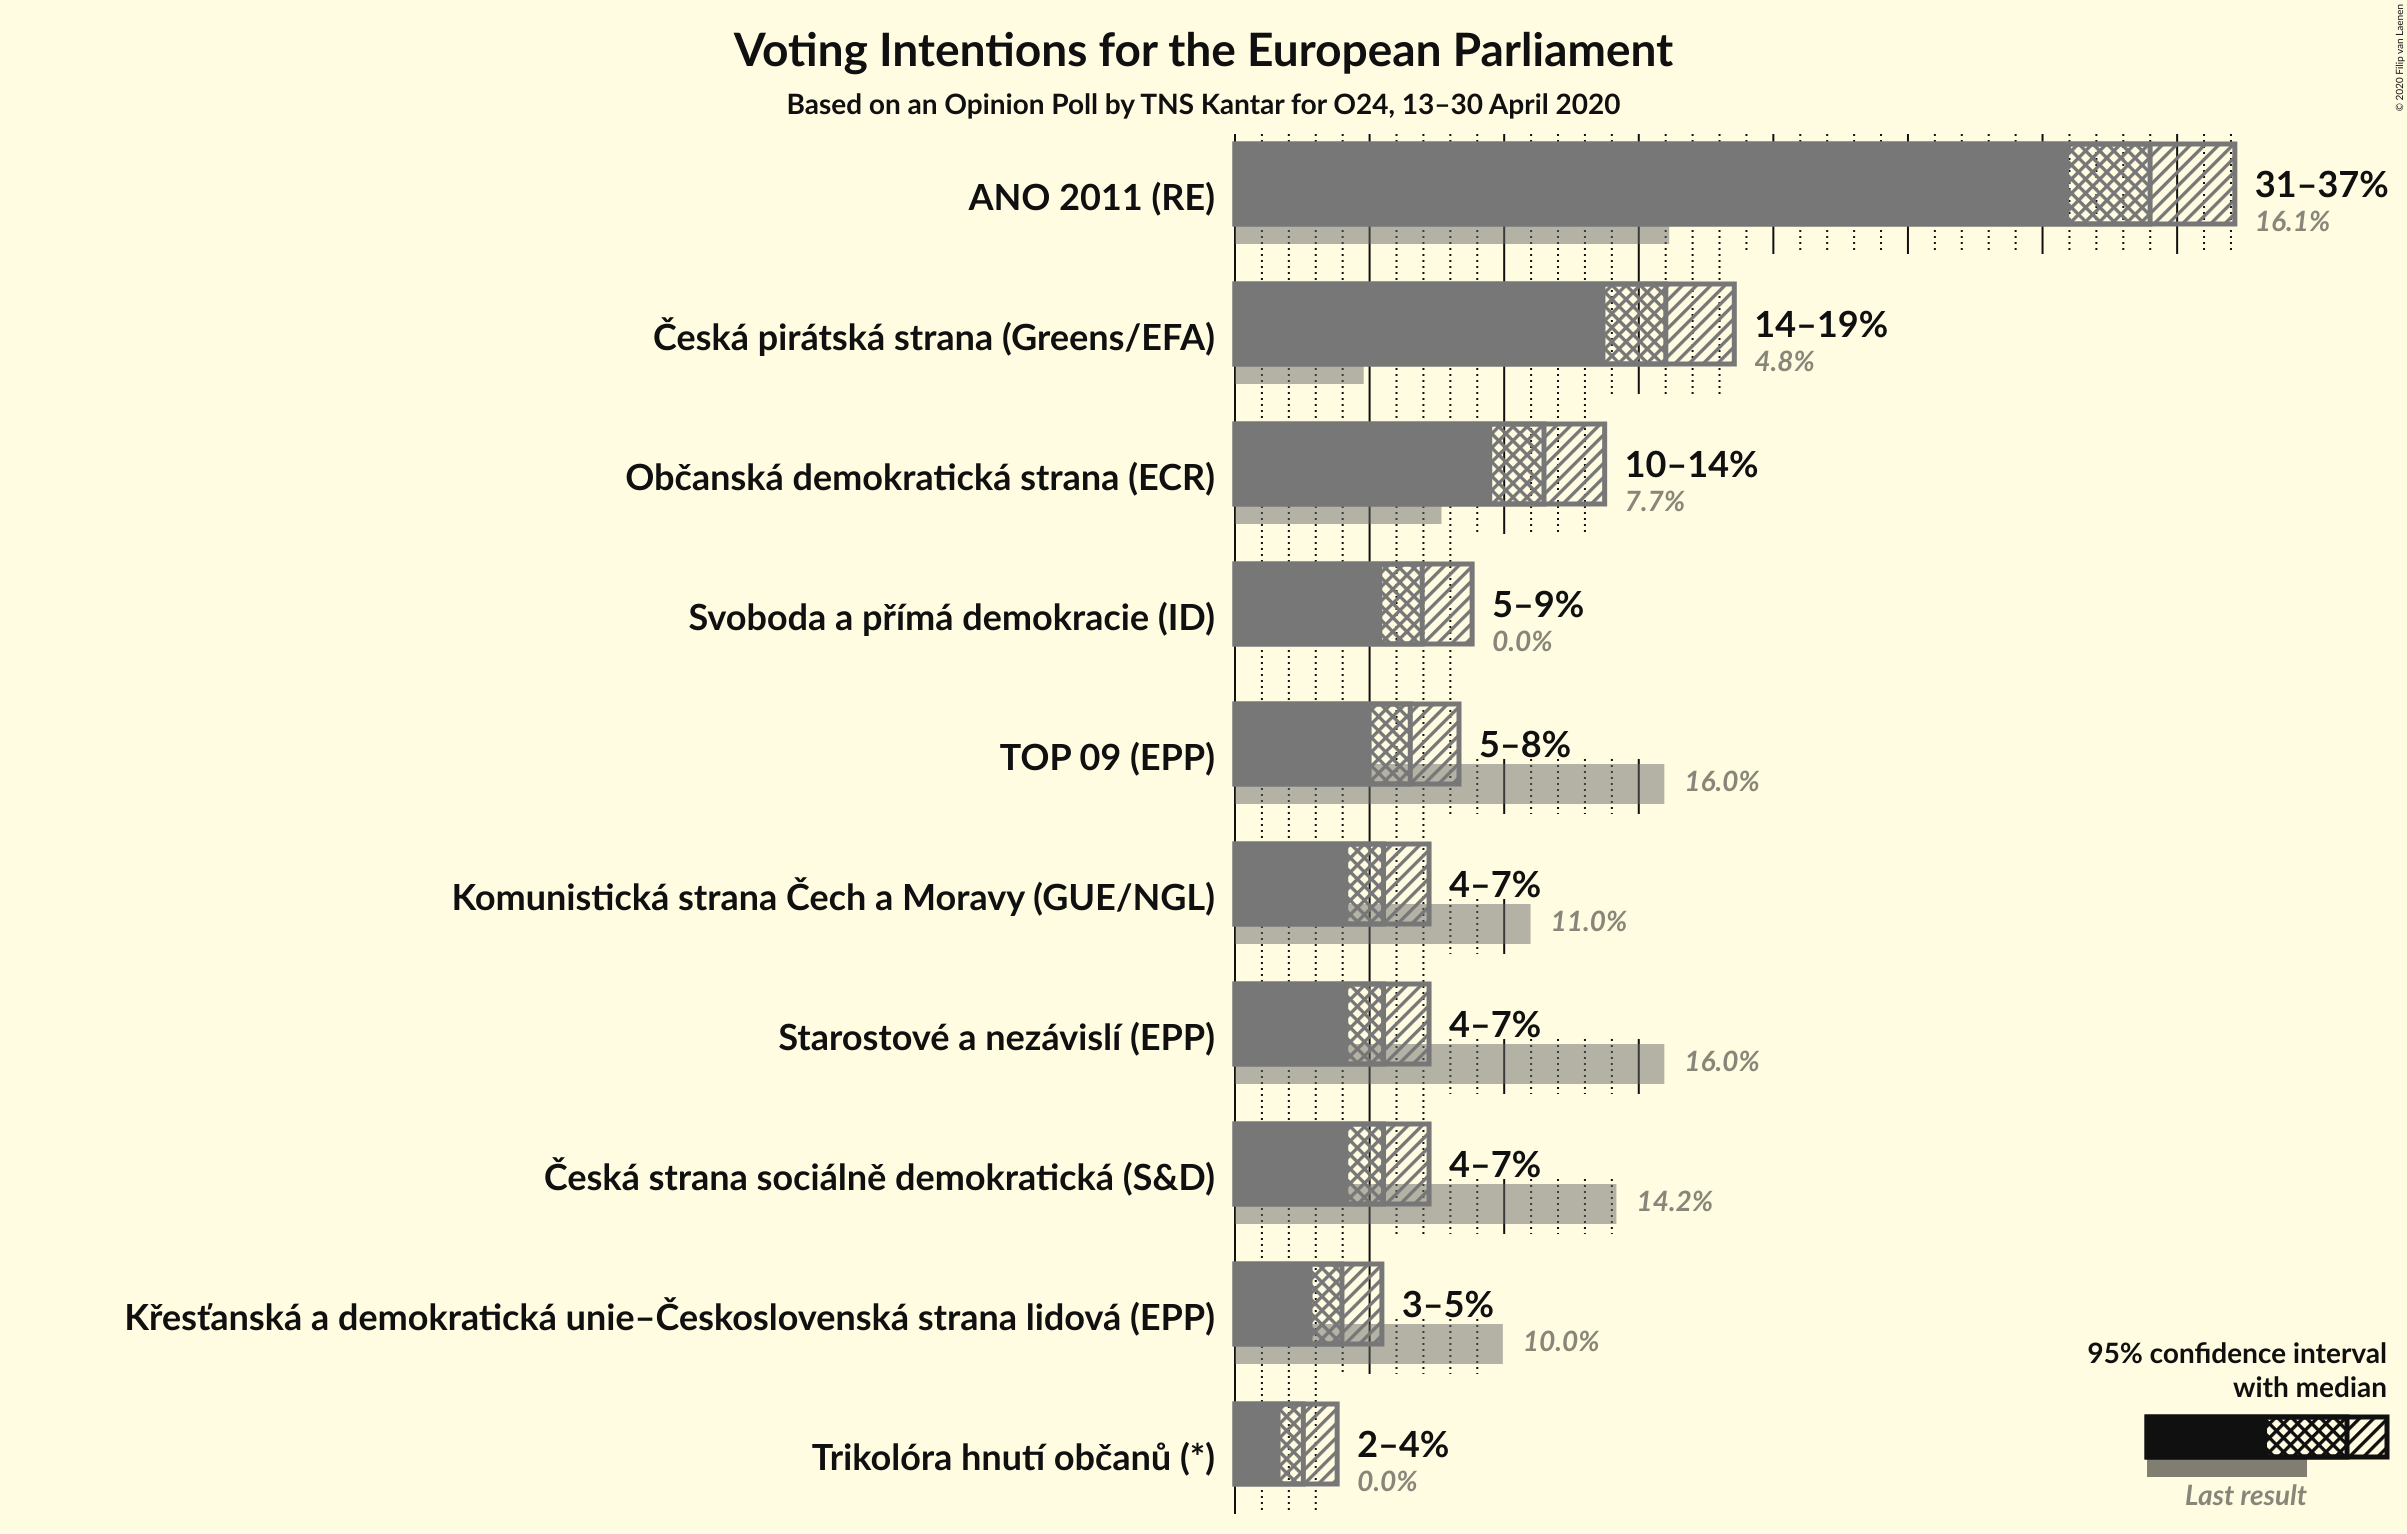 Voting Intentions for the European Parliament
Based on an Opinion Poll by TNS Kantar for O24, 13–30 April 2020
© 2020 Filip van Laenen
ANO 2011 (RE)
31–37%
16.1%
Česká pirátská strana (Greens/EFA)
14–19%
4.8%
Občanská demokratická strana (ECR)
10–14%
7.7%
Svoboda a přímá demokracie (ID)
5–9%
0.0%
TOP 09 (EPP)
5–8%
16.0%
Komunistická strana Čech a Moravy (GUE/NGL)
4–7%
11.0%
Starostové a nezávislí (EPP)
4–7%
16.0%
Česká strana sociálně demokratická (S&D)
4–7%
14.2%
Křesťanská a demokratická unie–Československá strana lidová (EPP)
3–5%
10.0%
Trikolóra hnutí občanů (*)
2–4%
0.0%
95% confidence interval
with median
Last result